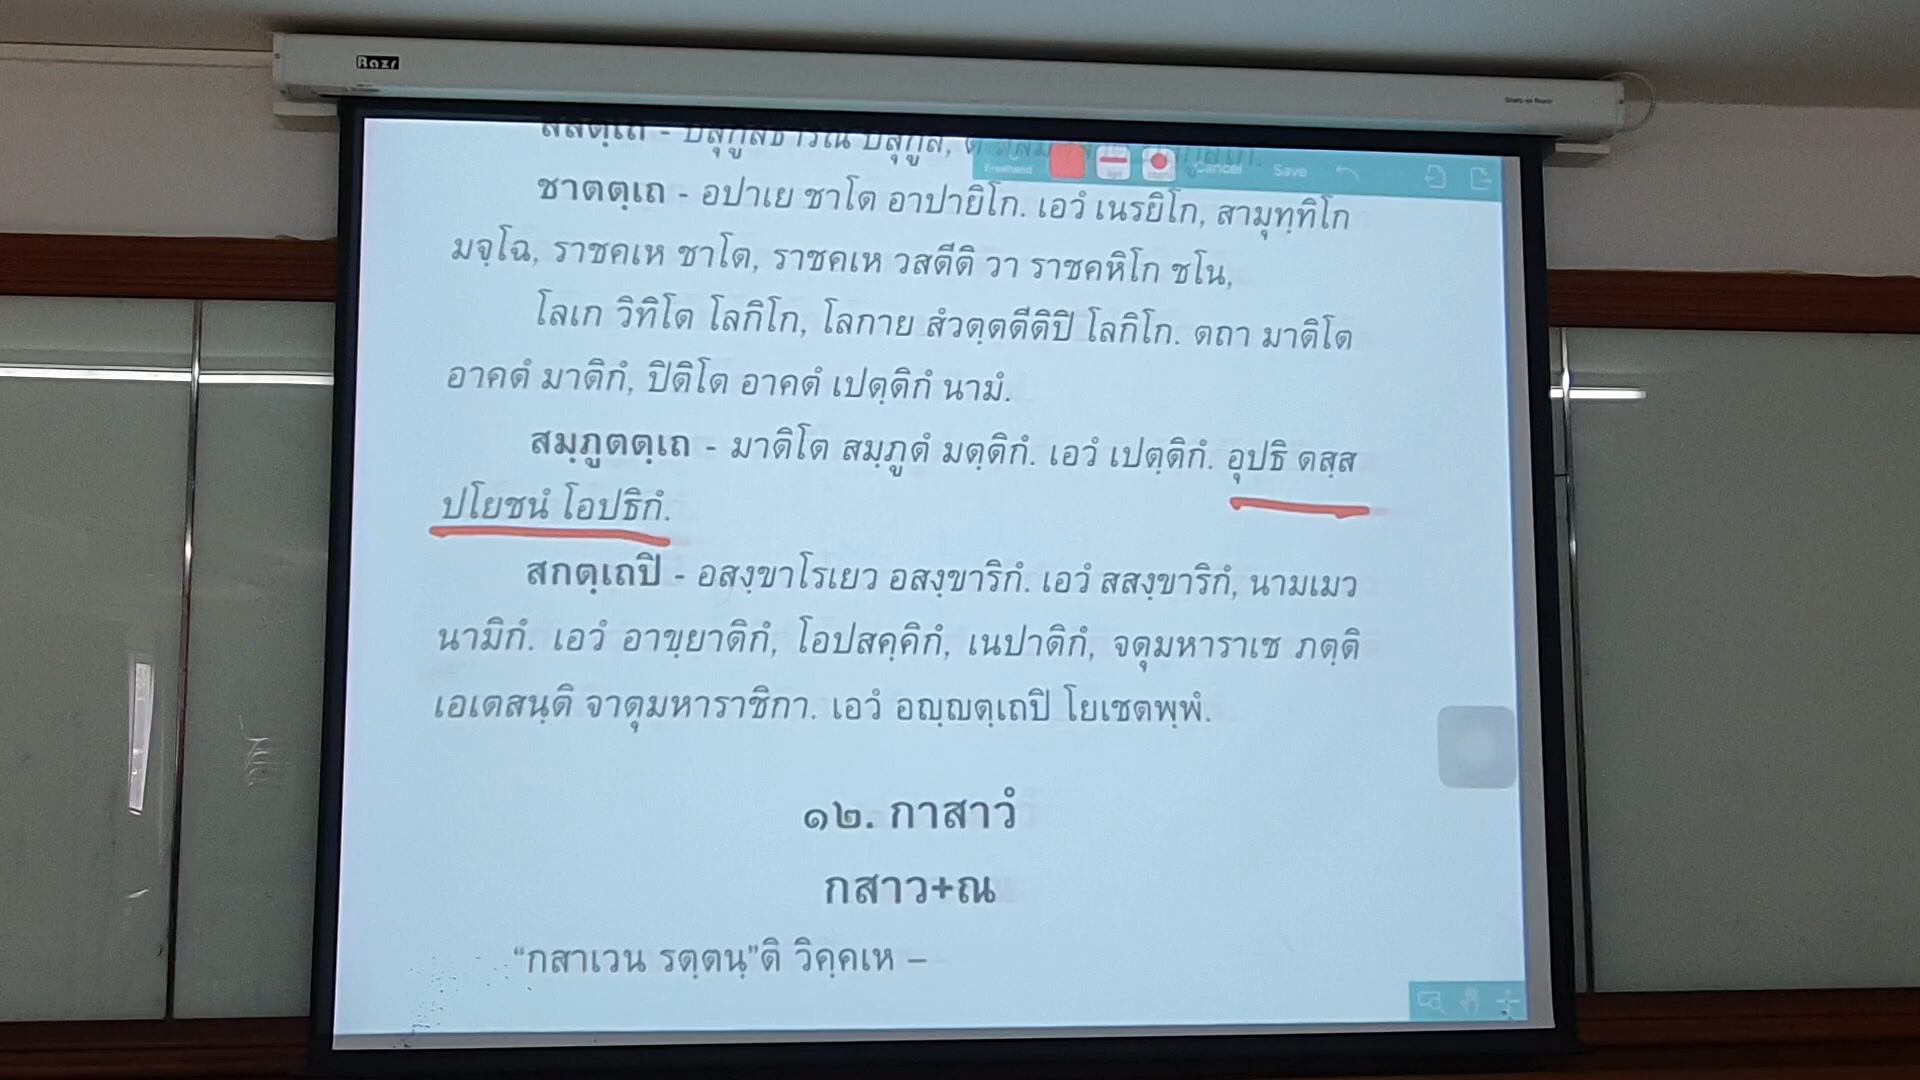 Razr
Freehand Cancel Save
ชาตตฺเถ - อปาเย ชาโต อาปายิโก. เอวํ เนรยิโก, สามุทฺทิโก
มจฺโฉ, ราชคเห ชาโต, ราชคเห วสตีติ วา ราชคหิโก ชโน,
โลเก วิทิโต โลกิโก, โลกาย สํวตฺตตีติปิ โลกิโก. ตถา มาติโต
อาคตํ มาติกํ, ปิติโต อาคตํ เปตฺติกํ นามํ.
สมฺภูตตฺเถ - มาติโต สมฺภูตํ มตฺติกํ. เอวํ เปตฺติกํ. อุปธิ ตสฺส
ปโยชนํ โอปธิกํ.
สกตฺเถปิ - อสงฺขาโรเยว อสงฺขาริกํ. เอวํ สสงฺขาริกํ, นามเมว
นามิกํ. เอวํ อาขฺยาติกํ, โอปสคฺคิกํ, เนปาติกํ, จตุมหาราเช ภตฺติ
เอเตสนฺติ จาตุมหาราชิกา. เอวํ อญฺญตฺเถปิ โยเชตพฺพํ.
๑๒. กาสาวํ
กสาว+ณ
“กสาเวน รตฺตนฺ”ติ วิคฺคเห –